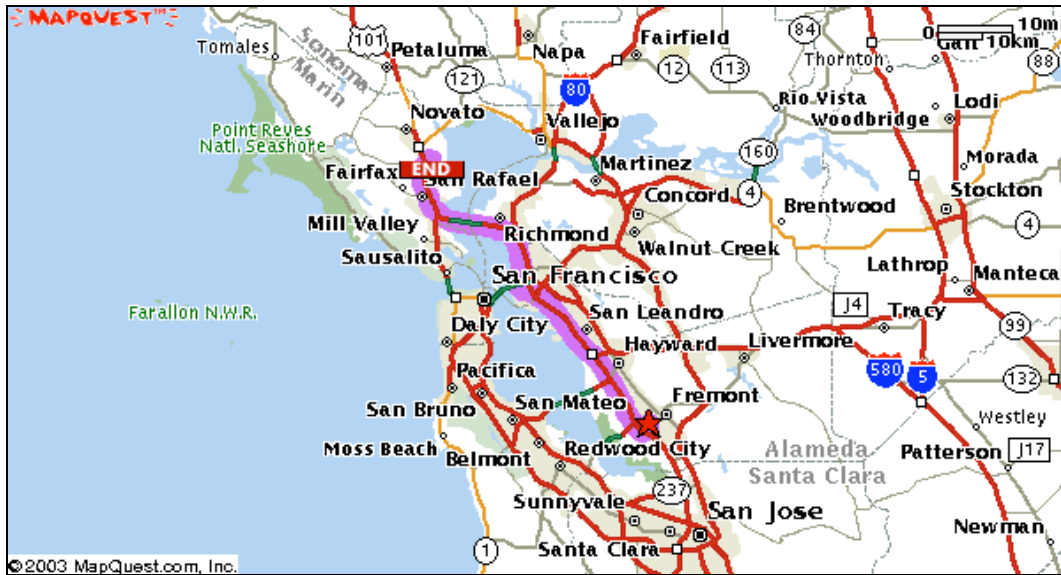 MAPQUEST
10m
0
10km
Galt
101
84
Tomales
Sonoma
Marin
Petaluma
Napa
Fairfield
Thornton
88
121
12
113
80
Rio Vista
Lodi
Novato
Vallejo
Woodbridge
Point Reyes
Natl. Seashore
160
Morada
Martinez
Fairfax
END
San Rafael
Concord
4
Stockton
Brentwood
Mill Valley
Richmond
4
Walnut Creek
Sausalito
San Francisco
Lathrop
Manteca
Farallon N.W.R.
J4
Tracy
San Leandro
Daly City
99
Hayward
Livermore
Pacifica
580
5
132
San Bruno
San Mateo
Fremont
Westley
Moss Beach
Redwood City
Alameda
Patterson
J17
Belmont
Santa Clara
237
Sunnyvale
San Jose
Newman
1
Santa Clara
©2003 MapQuest.com, Inc.